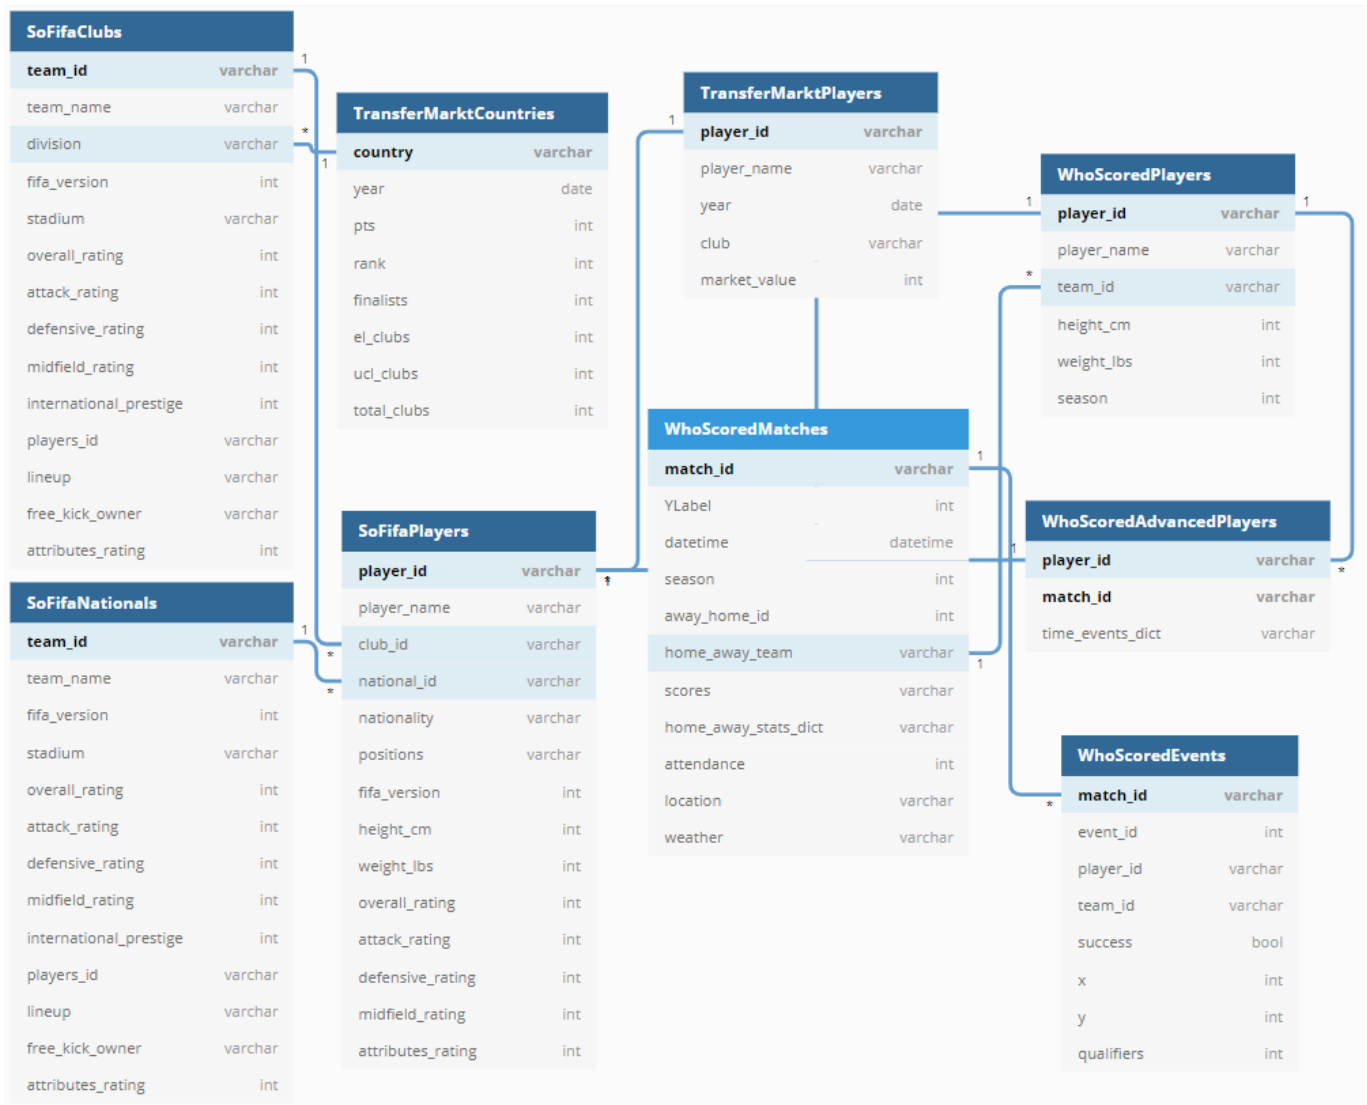 SoFifaClubs
team_id varchar
team_name varchar
division varchar
fifa_version int
stadium varchar
overall_rating int
attack_rating int
defensive_rating int
midfield_rating int
international_prestige int
players_id varchar
lineup varchar
free_kick_owner varchar
attributes_rating int
1
*
SoFifaNationals
team_id varchar
team_name varchar
fifa_version int
stadium varchar
overall_rating int
attack_rating int
defensive_rating int
midfield_rating int
international_prestige int
players_id varchar
lineup varchar
free_kick_owner varchar
attributes_rating int
1
TransferMarktCountries
1
country varchar
year date
pts int
rank int
finalists int
el_clubs int
ucl_clubs int
total_clubs int
SoFifaPlayers
player_id varchar
player_name varchar
club_id varchar
national_id varchar
nationality varchar
positions varchar
fifa_version int
height_cm int
weight_lbs int
overall_rating int
attack_rating int
defensive_rating int
midfield_rating int
attributes_rating int
*
*
TransferMarktPlayers
1
player_id varchar
player_name varchar
year date
club varchar
market_value int
WhoScoredMatches
match_id varchar
YLabel int
datetime datetime
season int
away_home_id int
home_away_team varchar
scores varchar
home_away_stats_dict varchar
attendance int
location varchar
weather varchar
1
1
WhoScoredPlayers
1
1
player_id varchar
player_name varchar
*
team_id varchar
height_cm int
weight_lbs int
season int
WhoScoredAdvancedPlayers
1
player_id varchar
*
match_id varchar
time_events_dict varchar
WhoScoredEvents
match_id varchar
*
event_id int
player_id varchar
team_id varchar
success bool
x int
y int
qualifiers int